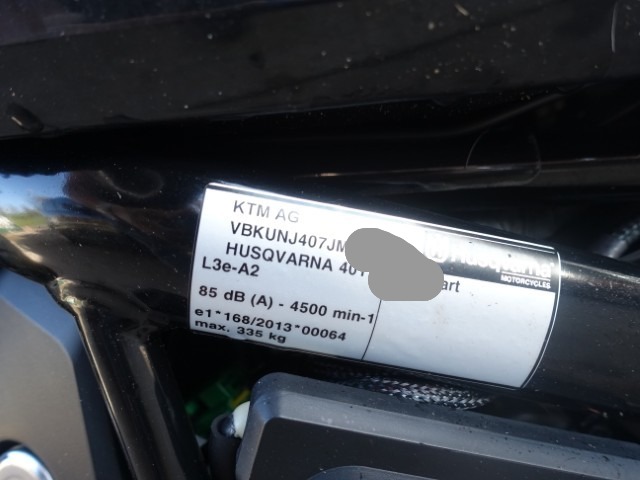 KTM AG
VBKUNJ407JM
HUSQVARNA 401
L3e-A2
85 dB (A) - 4500 min-1
e1*168/2013*00064
max. 335 kg
Husqvarna
MOTORCYCLES